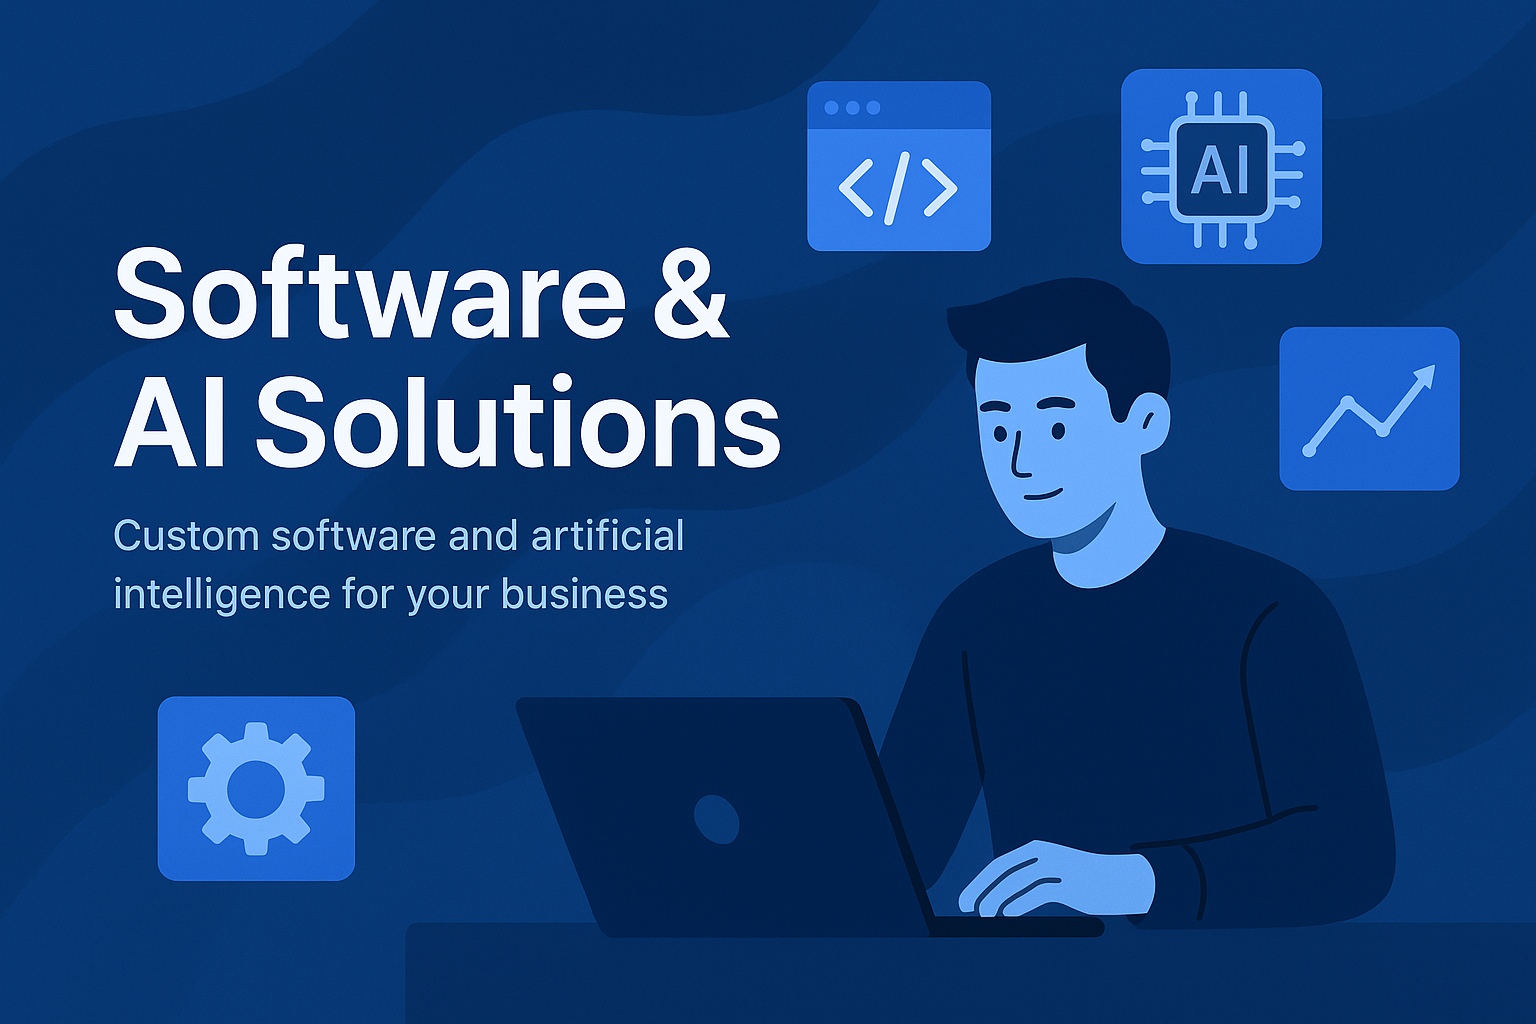 Software &
AI Solutions
Custom software and artificial
intelligence for your business
</>
AI